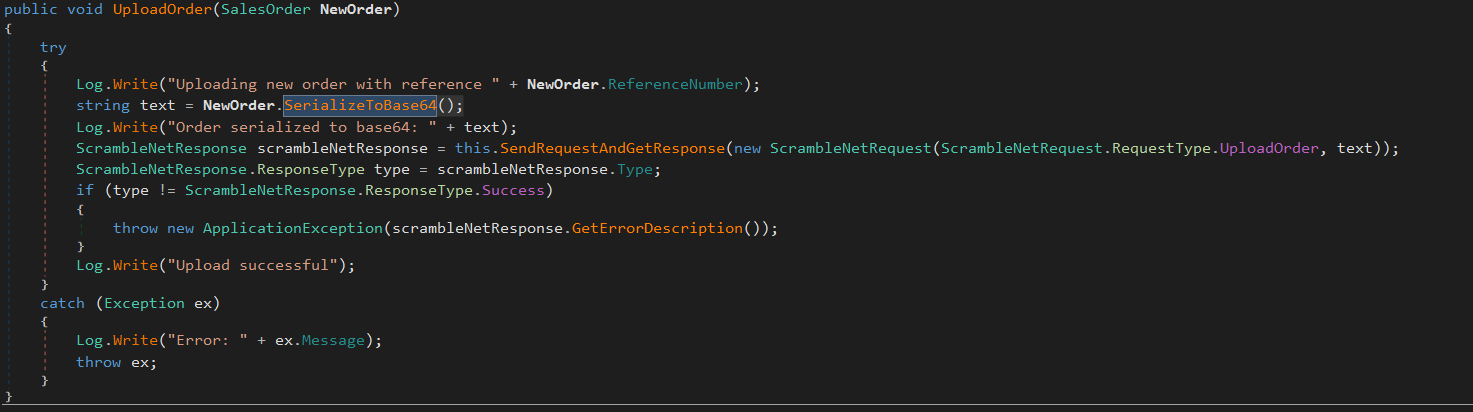 public void UploadOrder(SalesOrder NewOrder)
{
    try
    {
        Log.Write("Uploading new order with reference " + NewOrder.ReferenceNumber);
        string text = NewOrder.SerializeToBase64();
        Log.Write("Order serialized to base64: " + text);
        ScrambleNetResponse scrambleNetResponse = this.SendRequestAndGetResponse(new ScrambleNetRequest(ScrambleNetRequest.RequestType.UploadOrder, text));
        ScrambleNetResponse.ResponseType type = scrambleNetResponse.Type;
        if (type != ScrambleNetResponse.ResponseType.Success)
        {
            throw new ApplicationException(scrambleNetResponse.GetErrorDescription());
        }
        Log.Write("Upload successful");
    }
    catch (Exception ex)
    {
        Log.Write("Error: " + ex.Message);
        throw ex;
    }
}